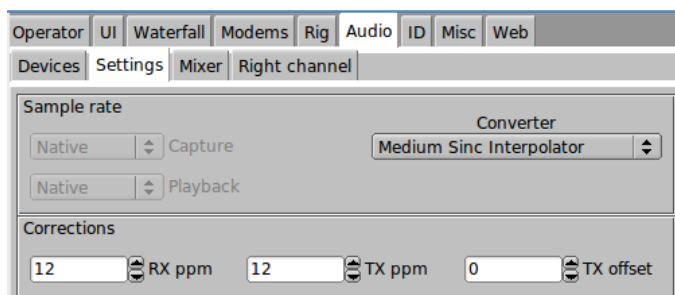 Operator UI Waterfall Modems Rig Audio ID Misc Web
Devices Settings Mixer Right channel
Sample rate
Converter
Native Capture Medium Sinc Interpolator
Native Playback
Corrections
12 RX ppm 12 TX ppm 0 TX offset